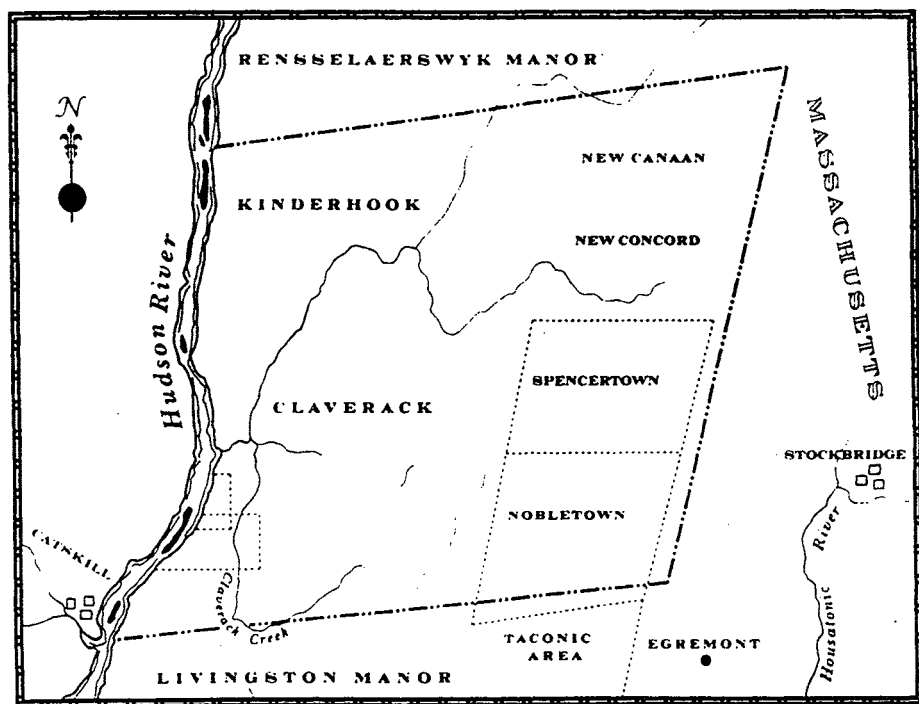 RENSSELAERSWYK MANOR
N
MASSACHUSETTS
NEW CANAAN
KINDERHOOK
NEW CONCORD
Hudson River
SPENCERTOWN
CLAVERACK
STOCKBRIDGE
NOBLETOWN
River
CATSKILL
Claverack Creek
Housatonic
TACONIC
AREA
EGREMONT
LIVINGSTON MANOR